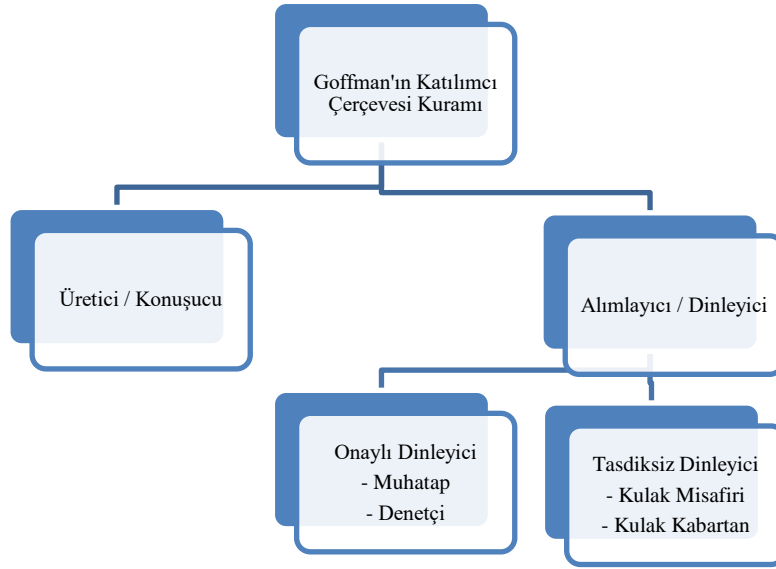 Goffman'ın Katılımcı
Çerçevesi Kuramı
Üretici / Konuşucu
Alımlayıcı / Dinleyici
Onaylı Dinleyici
- Muhatap
- Denetçi
Tasdiksiz Dinleyici
- Kulak Misafiri
- Kulak Kabartan